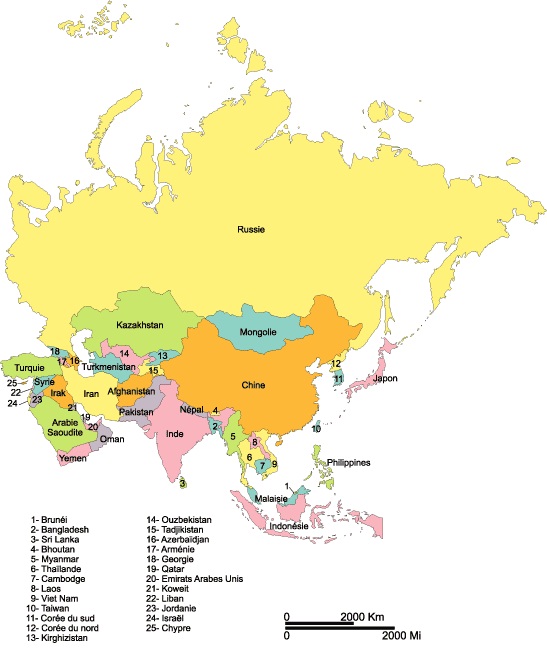 Russie
Kazakhstan
Mongolie
18
16
17
14
13
Turquie
Turkmenistan
15
12
25
Syrie
Chine
11
Japon
22
Irak
Iran
Afghanistan
24
23
21
Pakistan
Népal
4
19
Arabie
Saoudite
20
Oman
Inde
2
10
5
8
Yemen
6
7
9
Philippines
3
1
Malaisie
Indonésie
1- Brunéi
2- Bangladesh
3- Sri Lanka
4- Bhoutan
5- Myanmar
6- Thaïlande
7- Cambodge
8- Laos
9- Viet Nam
10- Taiwan
11- Corée du sud
12- Corée du nord
13- Kirghizistan
14- Ouzbekistan
15- Tadjikistan
16- Azerbaïdjan
17- Arménie
18- Georgie
19- Qatar
20- Emirats Arabes Unis
21- Koweit
22- Liban
23- Jordanie
24- Israël
25- Chypre
0 2000 Km
0 2000 Mi